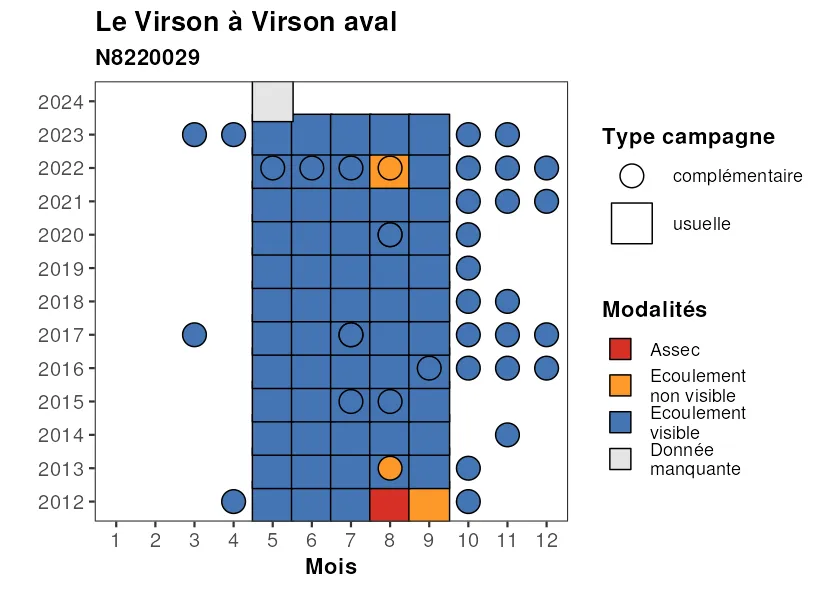 Le Virson à Virson aval
N8220029
2024
2023
2022
2021
2020
2019
2018
2017
2016
2015
2014
2013
2012
1 2 3 4 5 6 7 8 9 10 11 12
Mois
Type campagne
complémentaire
usuelle
Modalités
Assec
Ecoulement
non visible
Ecoulement
visible
Donnée
manquante